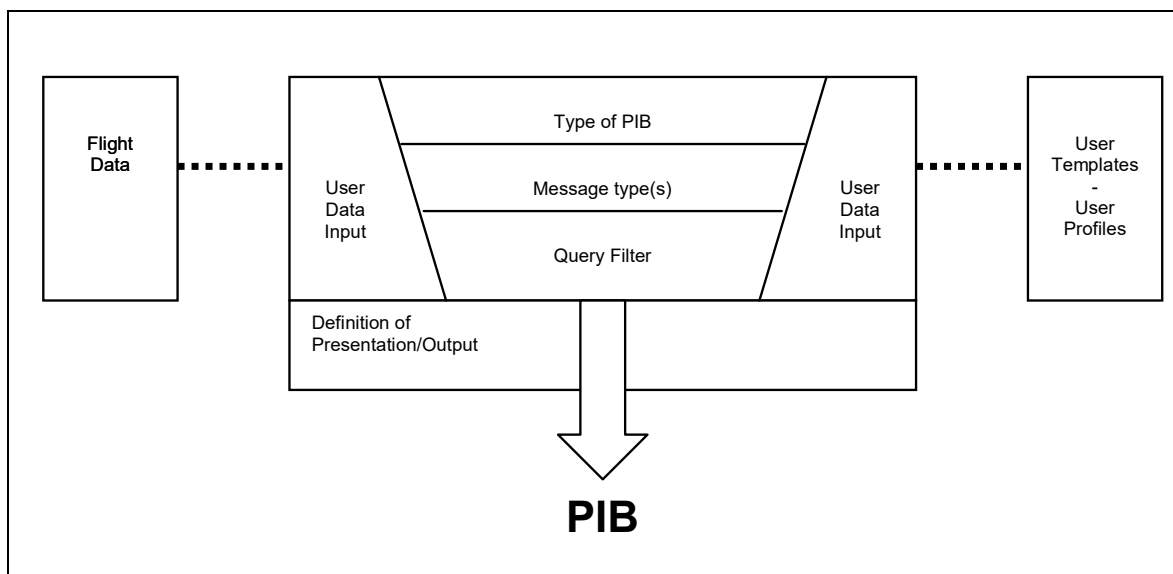 Flight
Data
User
Data
Input
Type of PIB
Message type(s)
Query Filter
User
Data
Input
User
Templates
-
User
Profiles
Definition of
Presentation/Output
PIB